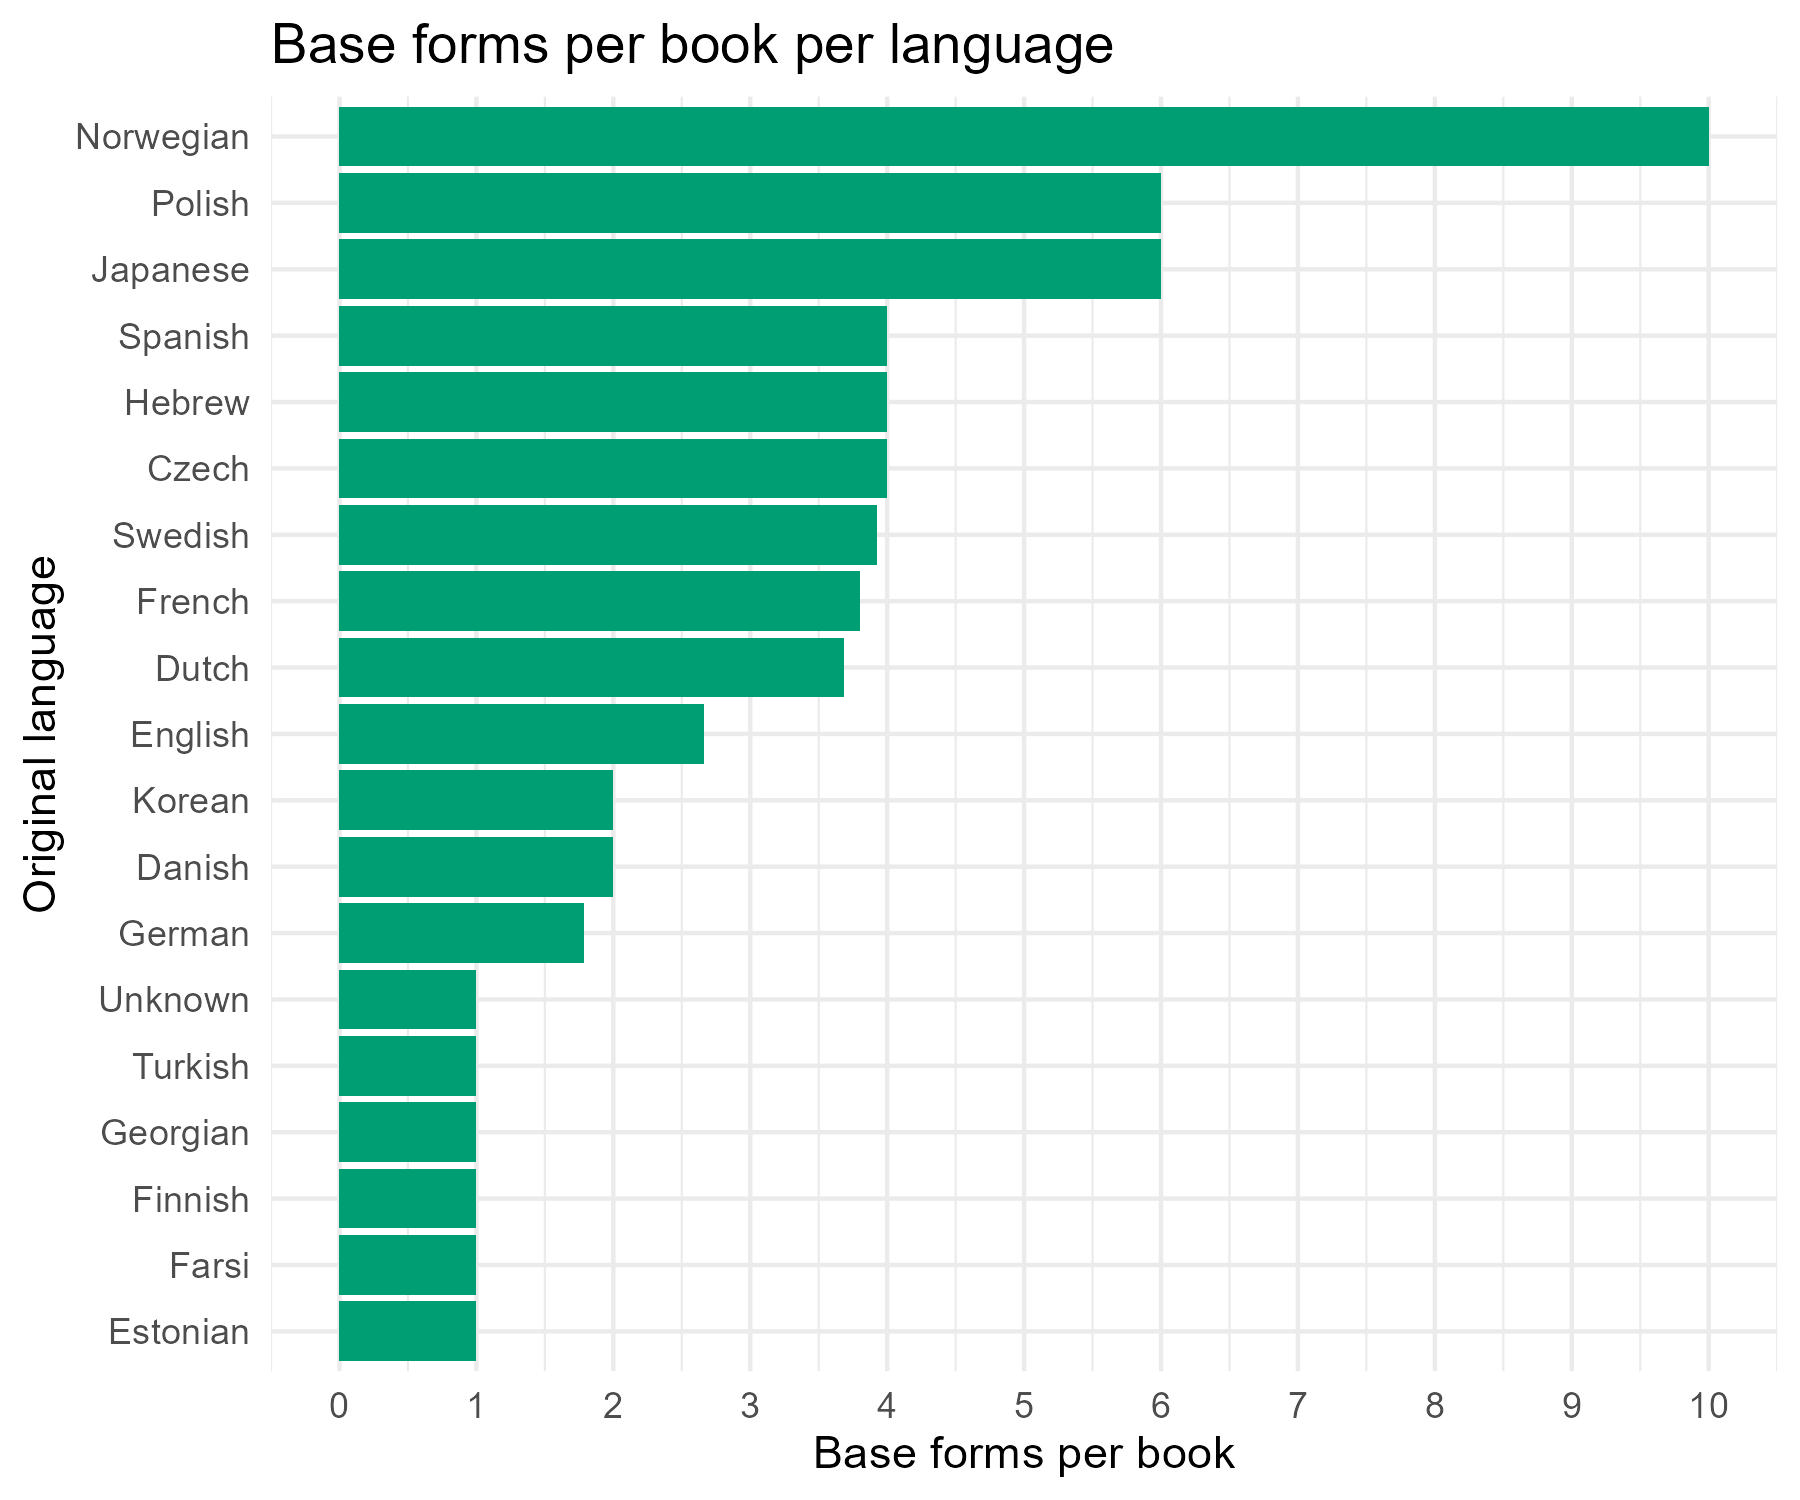 Base forms per book per language
Original language
Norwegian
Polish
Japanese
Spanish
Hebrew
Czech
Swedish
French
Dutch
English
Korean
Danish
German
Unknown
Turkish
Georgian
Finnish
Farsi
Estonian
0 1 2 3 4 5 6 7 8 9 10
Base forms per book